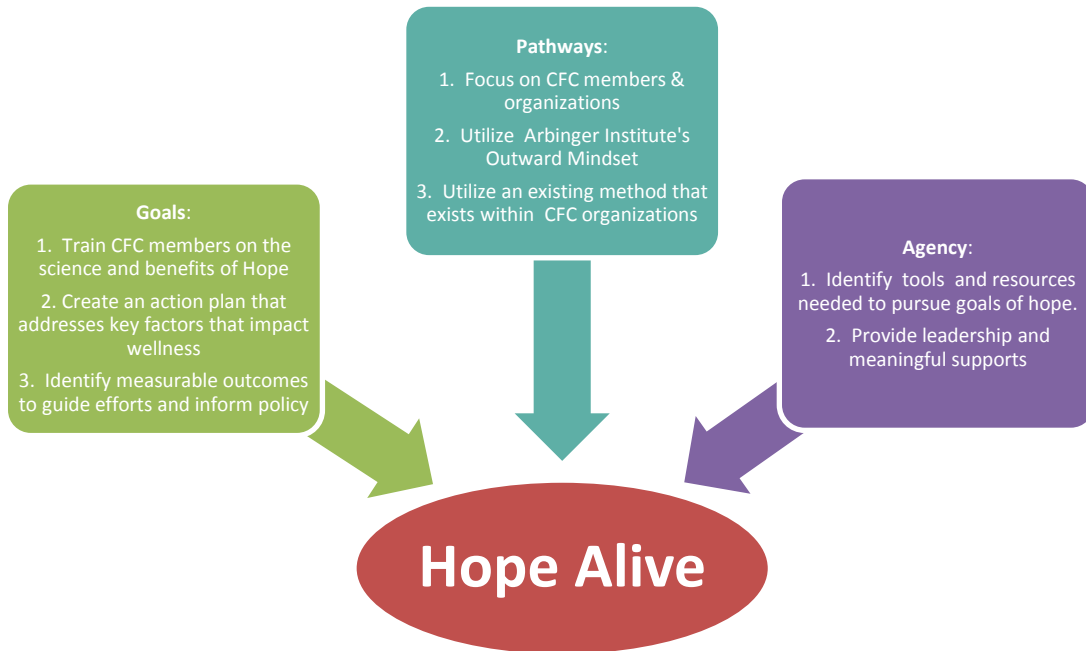 Goals:
1. Train CFC members on the
science and benefits of Hope
2. Create an action plan that
addresses key factors that impact
wellness
3. Identify measurable outcomes
to guide efforts and inform policy
Pathways:
1. Focus on CFC members &
organizations
2. Utilize Arbinger Institute's
Outward Mindset
3. Utilize an existing method that
exists within CFC organizations
Agency:
1. Identify tools and resources
needed to pursue goals of hope.
2. Provide leadership and
meaningful supports
Hope Alive